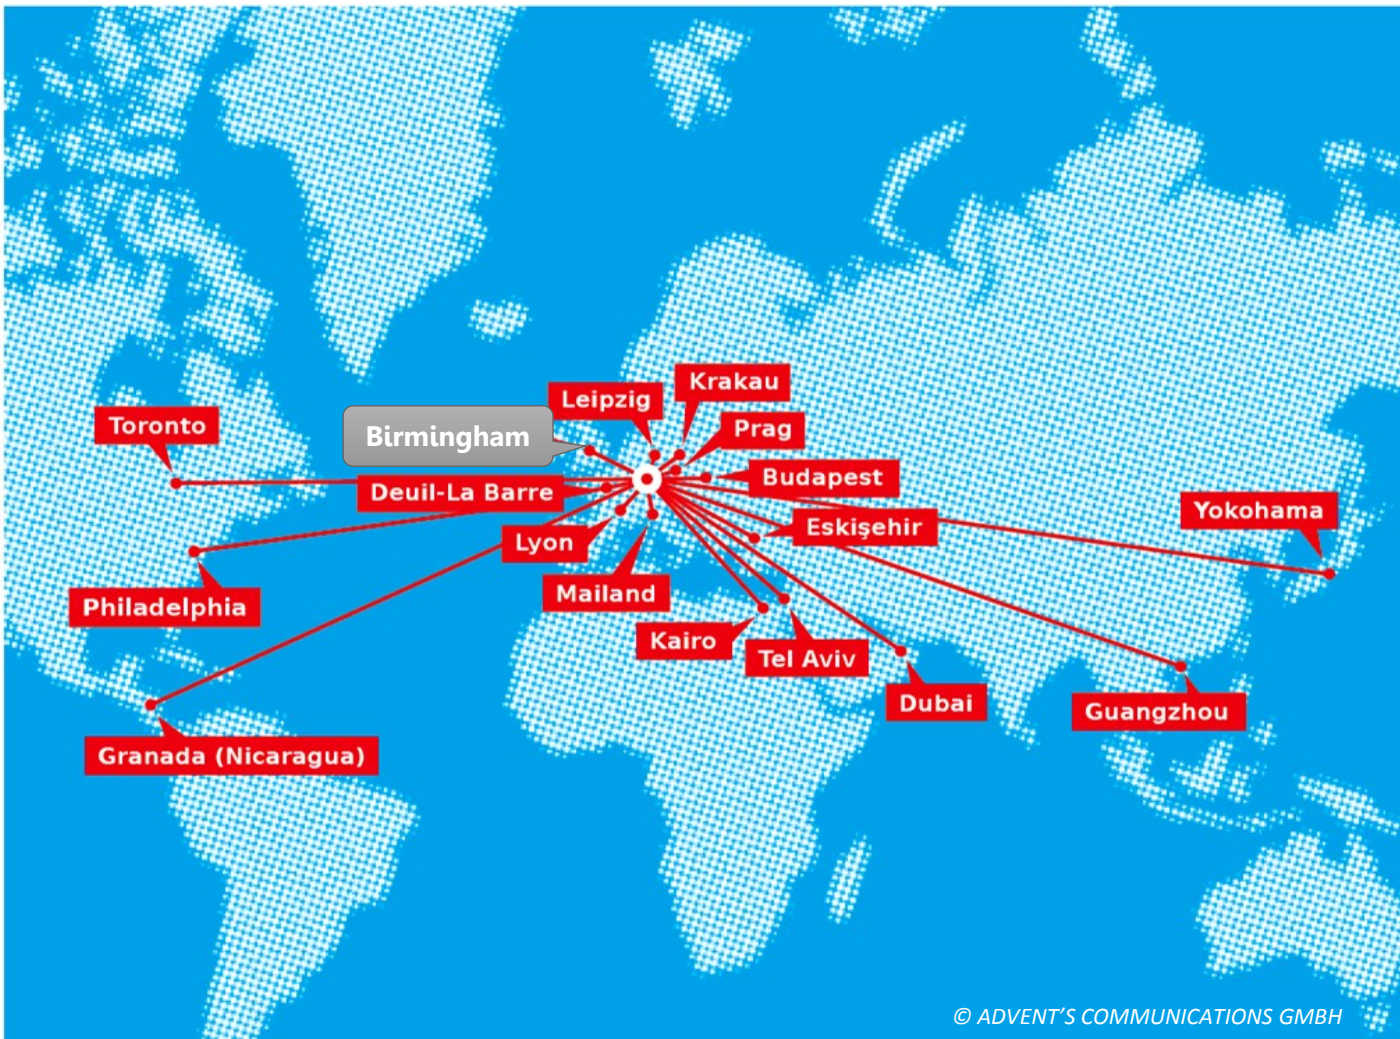 Krakau
Leipzig
Toronto
Birmingham
Prag
Budapest
Deuil-La Barre
Yokohama
Eskişehir
Lyon
Mailand
Philadelphia
Kairo
Tel Aviv
Dubai
Guangzhou
Granada (Nicaragua)
© ADVENT'S COMMUNICATIONS GMBH